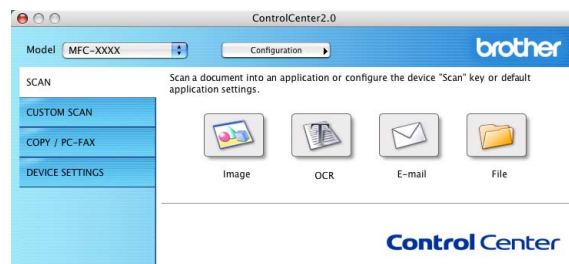 ControlCenter2.0
Model MFC-XXXX Configuration brother
SCAN
Scan a document into an application or configure the device "Scan" key or default
application settings.
CUSTOM SCAN
COPY / PC-FAX
DEVICE SETTINGS
Image OCR E-mail File
Control Center